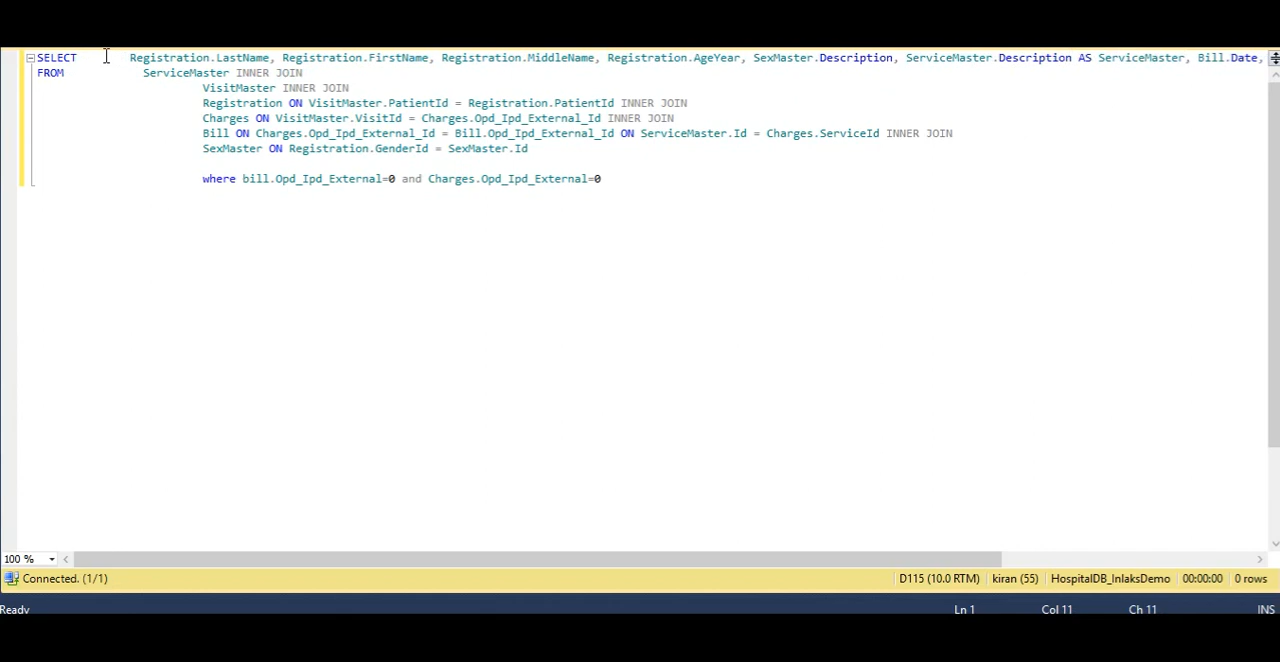 SELECT Registration.LastName, Registration.FirstName, Registration.MiddleName, Registration.AgeYear, SexMaster.Description, ServiceMaster.Description AS ServiceMaster, Bill.Date,
FROM ServiceMaster INNER JOIN
VisitMaster INNER JOIN
Registration ON VisitMaster.PatientId = Registration.PatientId INNER JOIN
Charges ON VisitMaster.VisitId = Charges.Opd_Ipd_External_Id INNER JOIN
Bill ON Charges.Opd_Ipd_External_Id = Bill.Opd_Ipd_External_Id ON ServiceMaster.Id = Charges.ServiceId INNER JOIN
SexMaster ON Registration.GenderId = SexMaster.Id
where bill.Opd_Ipd_External=0 and Charges.Opd_Ipd_External=0
100 %
Connected. (1/1) D115 (10.0 RTM) kiran (55) HospitalDB_InlaksDemo 00:00:00 0 rows
Ready Ln 1 Col 11 Ch 11 INS